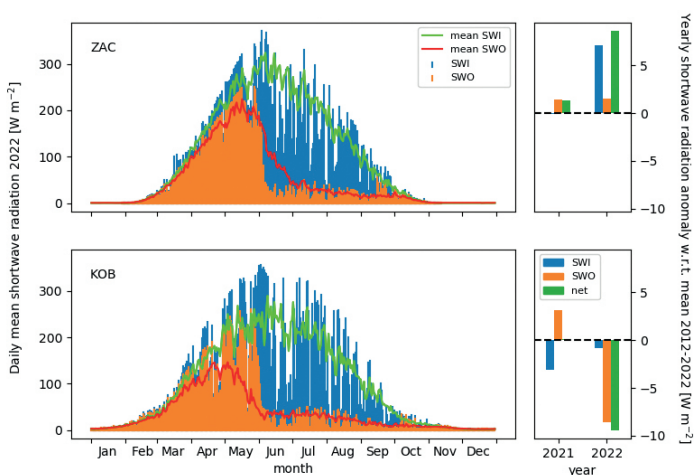 Daily mean shortwave radiation 2022 [W m⁻²]
ZAC
mean SWI
mean SWO
SWI
SWO
300
200
100
0
5
0
−5
−10
KOB
300
200
100
0
Jan Feb Mar Apr May Jun Jul Aug Sep Oct Nov Dec
month
SWI
SWO
net
5
0
−5
−10
2021 2022
year
Yearly shortwave radiation anomaly w.r.t. mean 2012-2022 [W m⁻²]